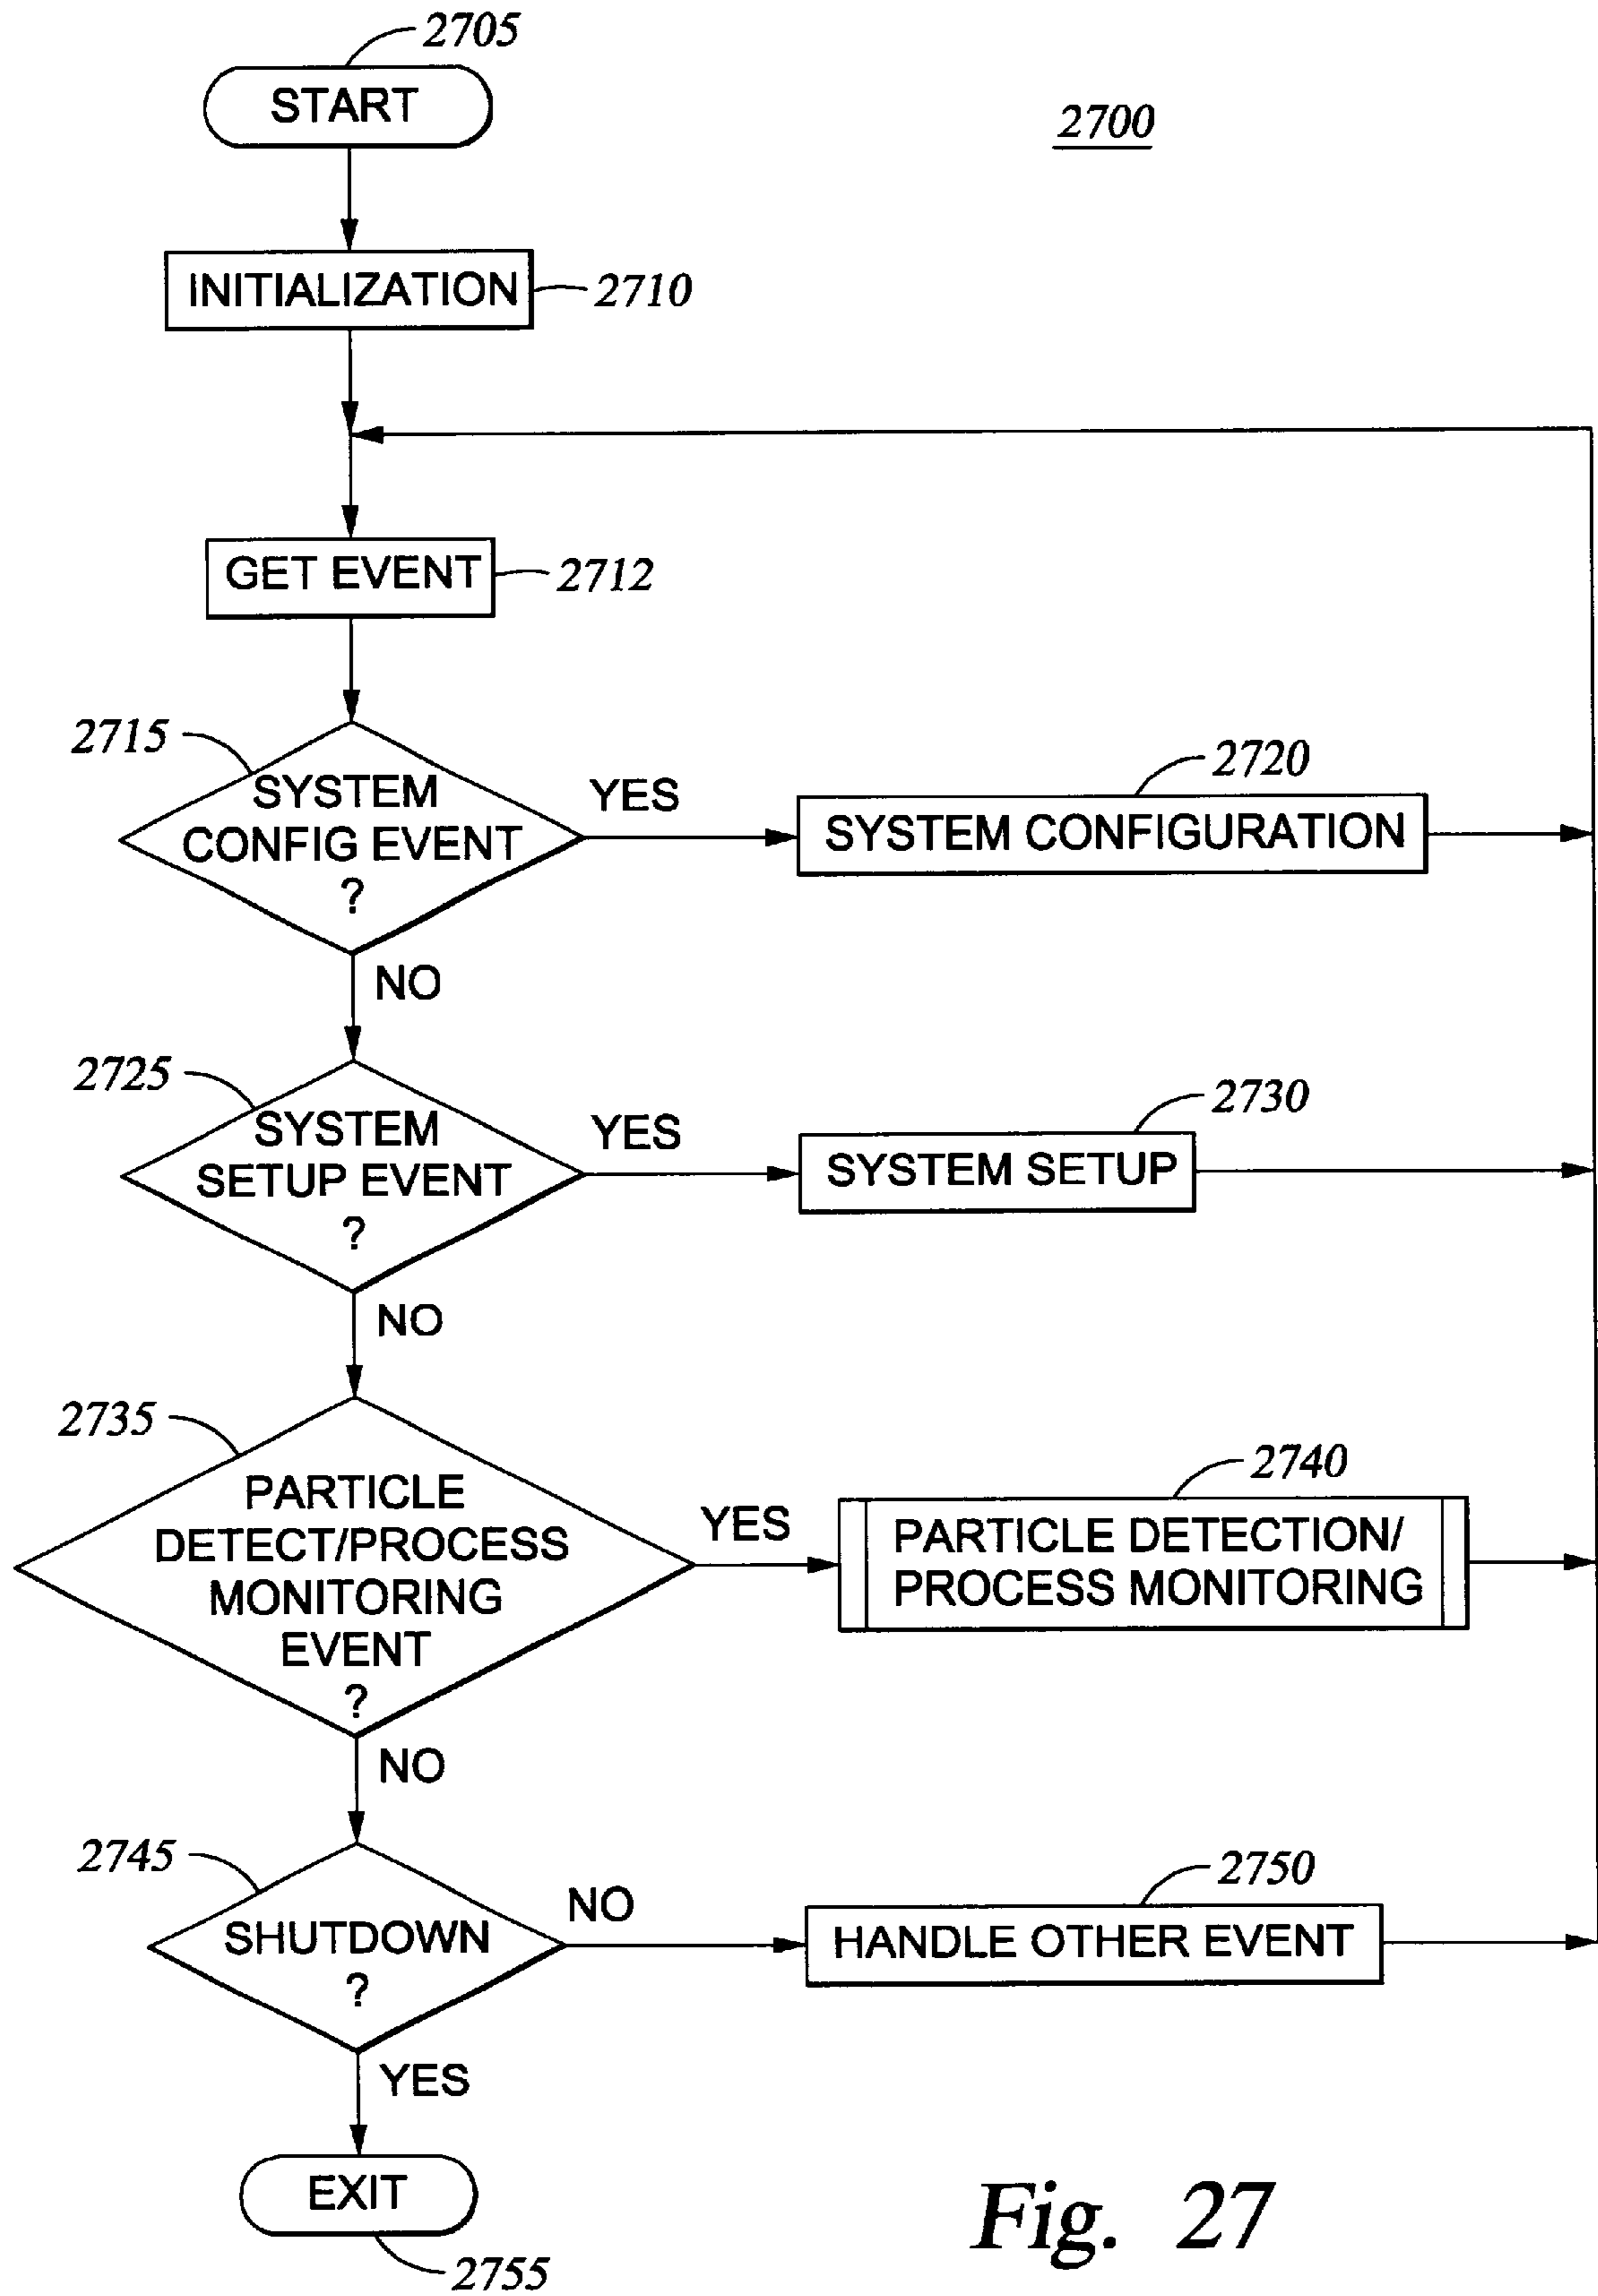 2705
START
2700
INITIALIZATION
2710
GET EVENT
2712
2715
SYSTEM
CONFIG EVENT
?
YES
2720
SYSTEM CONFIGURATION
NO
2725
SYSTEM
SETUP EVENT
?
YES
2730
SYSTEM SETUP
NO
2735
PARTICLE
DETECT/PROCESS
MONITORING
EVENT
?
YES
2740
PARTICLE DETECTION/
PROCESS MONITORING
NO
2745
SHUTDOWN
?
NO
2750
HANDLE OTHER EVENT
YES
EXIT
2755
Fig. 27